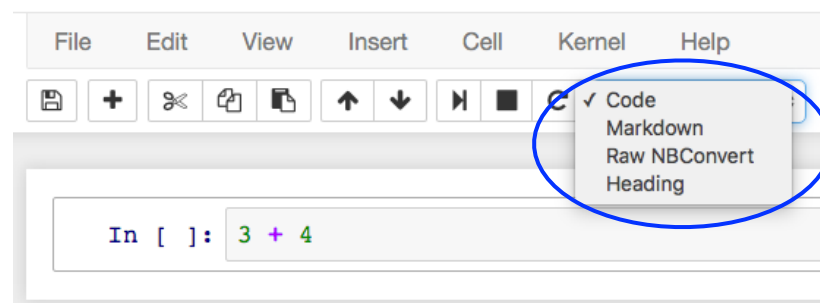 File Edit View Insert Cell Kernel Help
✓ Code
Markdown
Raw NBConvert
Heading
In [ ]: 3 + 4